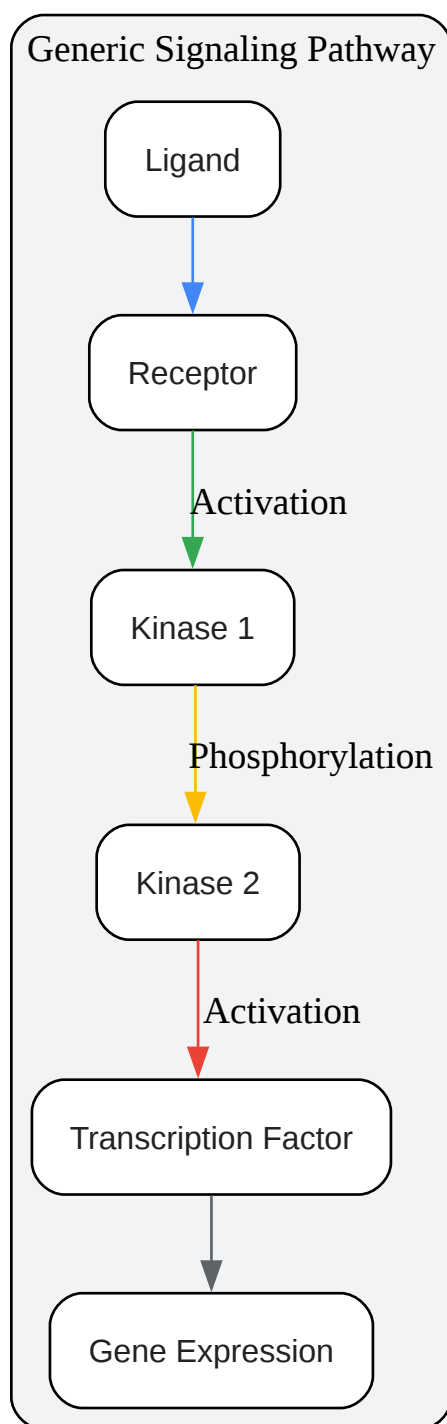 Generic Signaling Pathway
Ligand
Receptor
Activation
Kinase 1
Phosphorylation
Kinase 2
Activation
Transcription Factor
Gene Expression